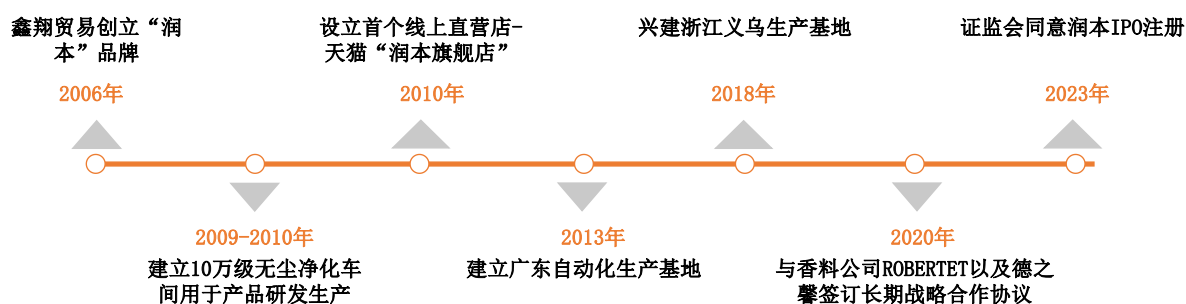 鑫翔贸易创立“润
本”品牌
2006年
设立首个线上直营店-
天猫“润本旗舰店”
2010年
兴建浙江义乌生产基地
2018年
证监会同意润本IPO注册
2023年
2009-2010年
建立10万级无尘净化车
间用于产品研发生产
2013年
建立广东自动化生产基地
2020年
与香料公司ROBERTET以及德之
馨签订长期战略合作协议